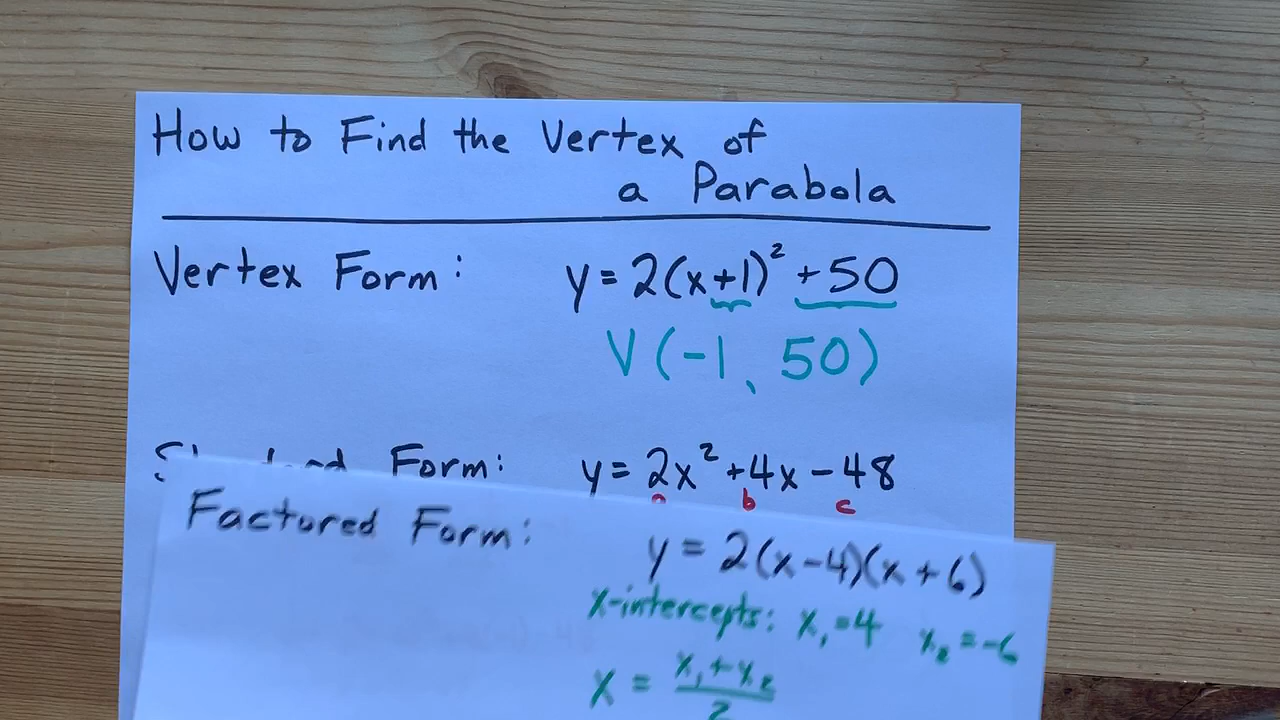 How to Find the Vertex of
a Parabola
Vertex Form: y = 2(x+1)² + 50
V(-1, 50)
Form: y = 2x² + 4x - 48
b c
Factored Form: y = 2(x-4)(x+6)
x-intercepts: x₁=4 x₂=-6
x = x₁+x₂
2